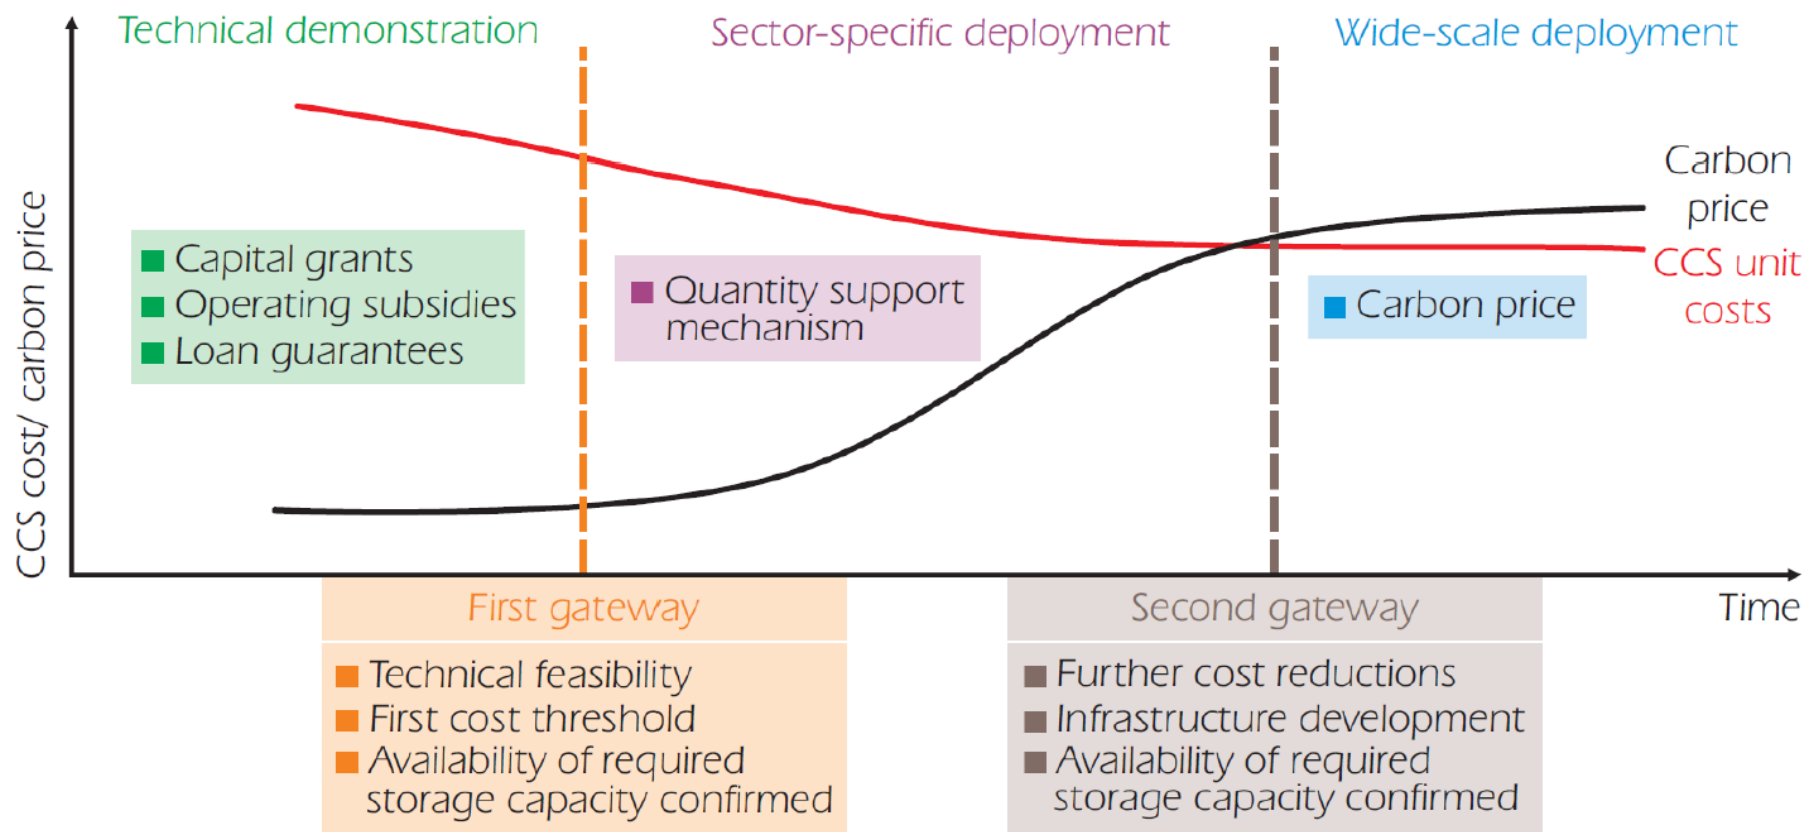 Technical demonstration
Sector-specific deployment
Wide-scale deployment
CCS cost/ carbon price
Capital grants
Operating subsidies
Loan guarantees
Quantity support
mechanism
Carbon price
Carbon
price
CCS unit
costs
Time
First gateway
Technical feasibility
First cost threshold
Availability of required
storage capacity confirmed
Second gateway
Further cost reductions
Infrastructure development
Availability of required
storage capacity confirmed